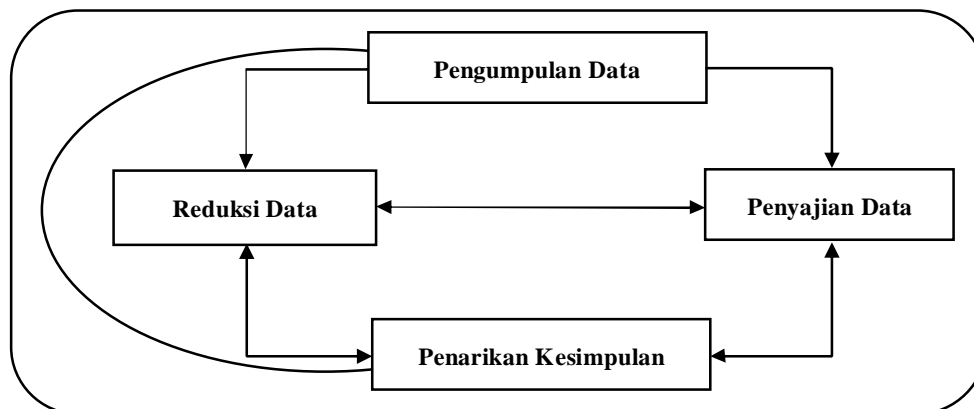 Pengumpulan Data
Reduksi Data
Penyajian Data
Penarikan Kesimpulan